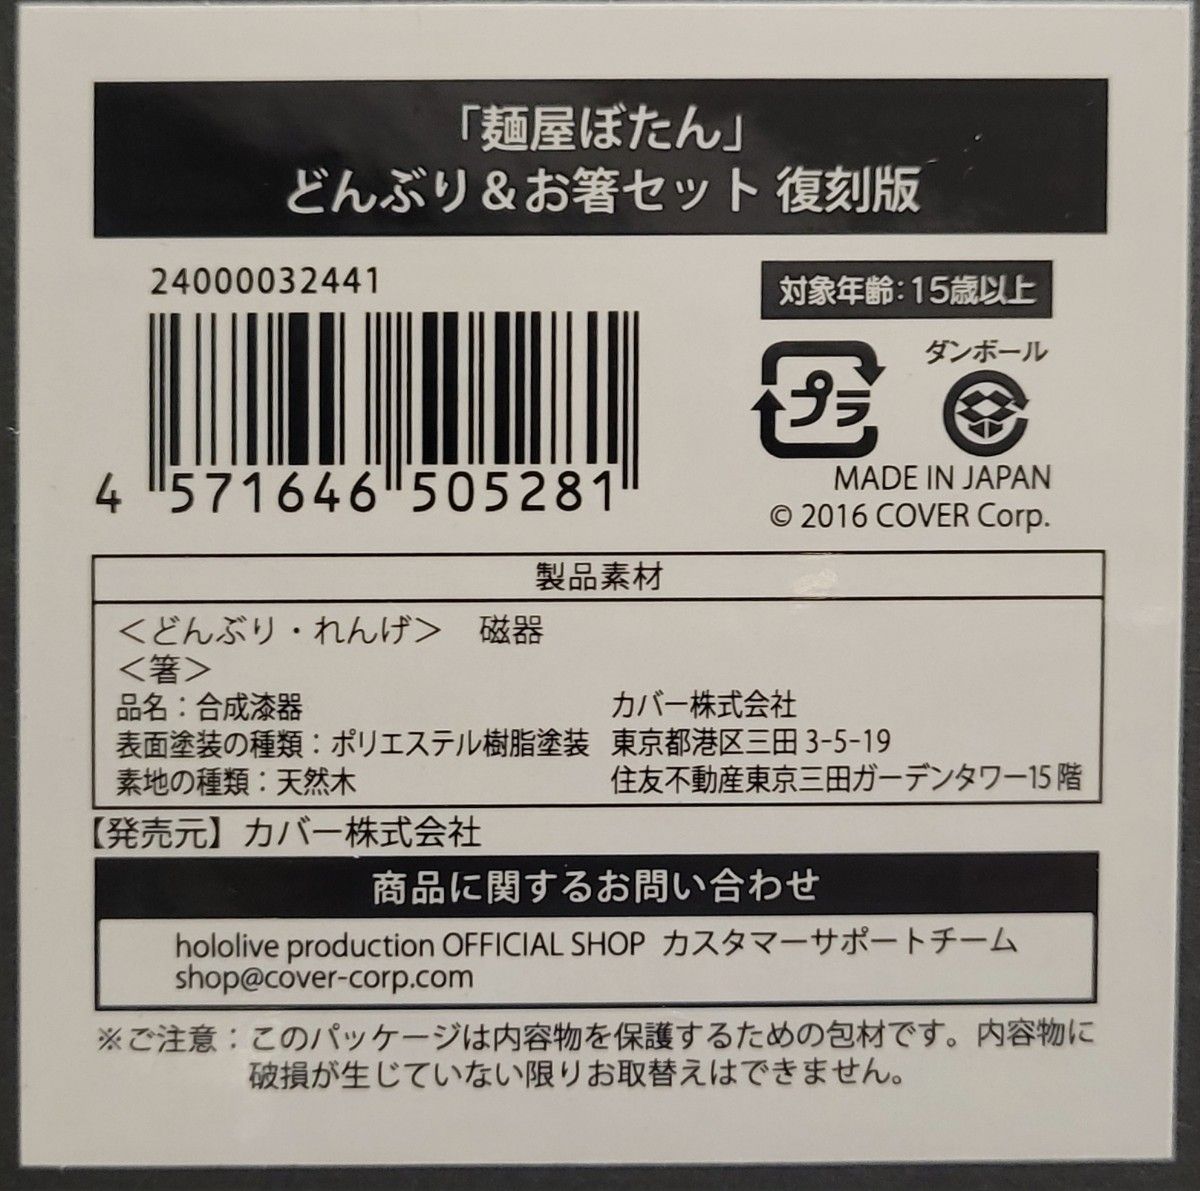 「麺屋ぼたん」
どんぶり&お箸セット 復刻版
24000032441
対象年齢:15歳以上
プラ
ダンボール
4 571646 505281
MADE IN JAPAN
© 2016 COVER Corp.
製品素材
＜どんぶり・れんげ＞ 磁器
＜箸＞
品名：合成漆器
表面塗装の種類：ポリエステル樹脂塗装
素地の種類：天然木
カバー株式会社
東京都港区三田 3-5-19
住友不動産東京三田ガーデンタワー15階
【発売元】カバー株式会社
商品に関するお問い合わせ
hololive production OFFICIAL SHOP カスタマーサポートチーム
shop@cover-corp.com
※ご注意：このパッケージは内容物を保護するための包材です。内容物に
破損が生じていない限りお取替えはできません。